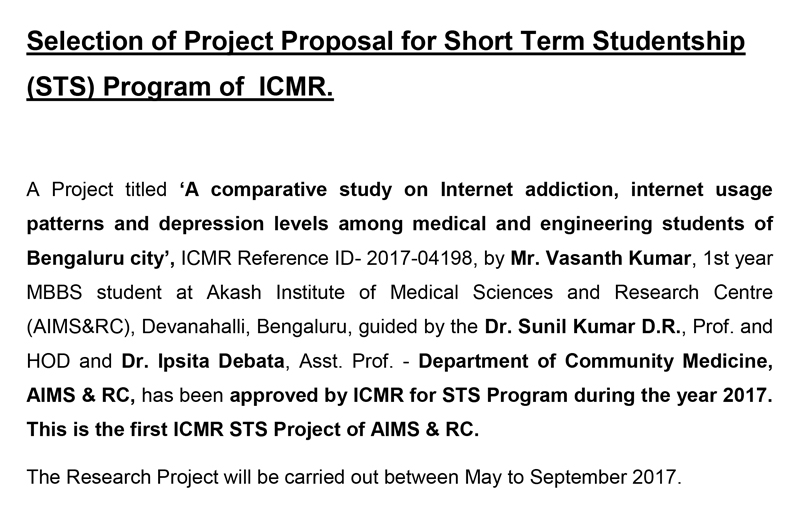 Selection of Project Proposal for Short Term Studentship
(STS) Program of ICMR.
A Project titled ‘A comparative study on Internet addiction, internet usage
patterns and depression levels among medical and engineering students of
Bengaluru city’, ICMR Reference ID- 2017-04198, by Mr. Vasanth Kumar, 1st year
MBBS student at Akash Institute of Medical Sciences and Research Centre
(AIMS&RC), Devanahalli, Bengaluru, guided by the Dr. Sunil Kumar D.R., Prof. and
HOD and Dr. Ipsita Debata, Asst. Prof. - Department of Community Medicine,
AIMS & RC, has been approved by ICMR for STS Program during the year 2017.
This is the first ICMR STS Project of AIMS & RC.
The Research Project will be carried out between May to September 2017.